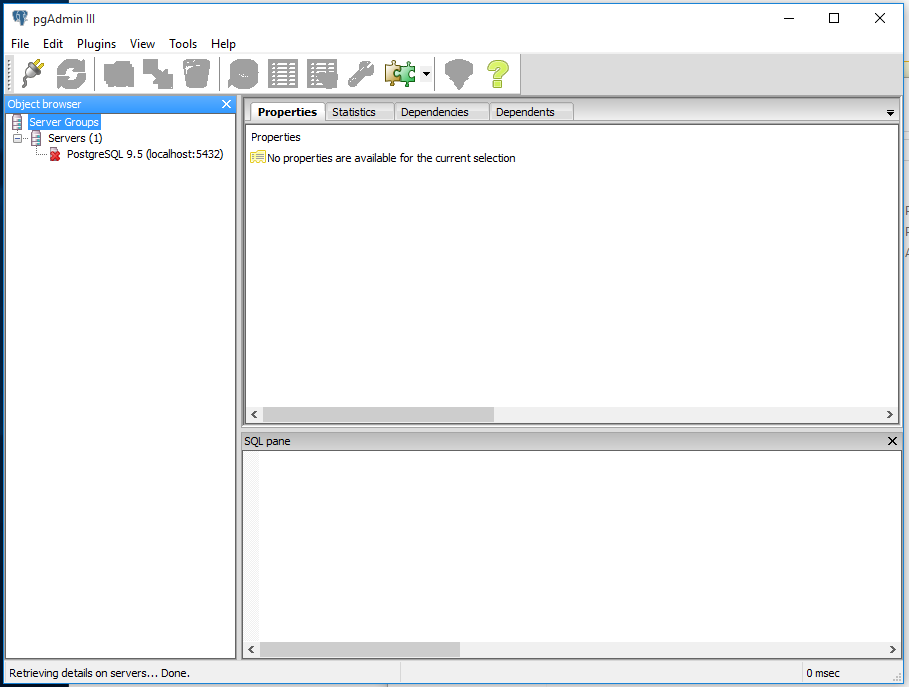 pgAdmin III
File Edit Plugins View Tools Help
Object browser
Server Groups
Servers (1)
PostgreSQL 9.5 (localhost:5432)
Properties Statistics Dependencies Dependents
Properties
No properties are available for the current selection
SQL pane
Retrieving details on servers... Done.
0 msec